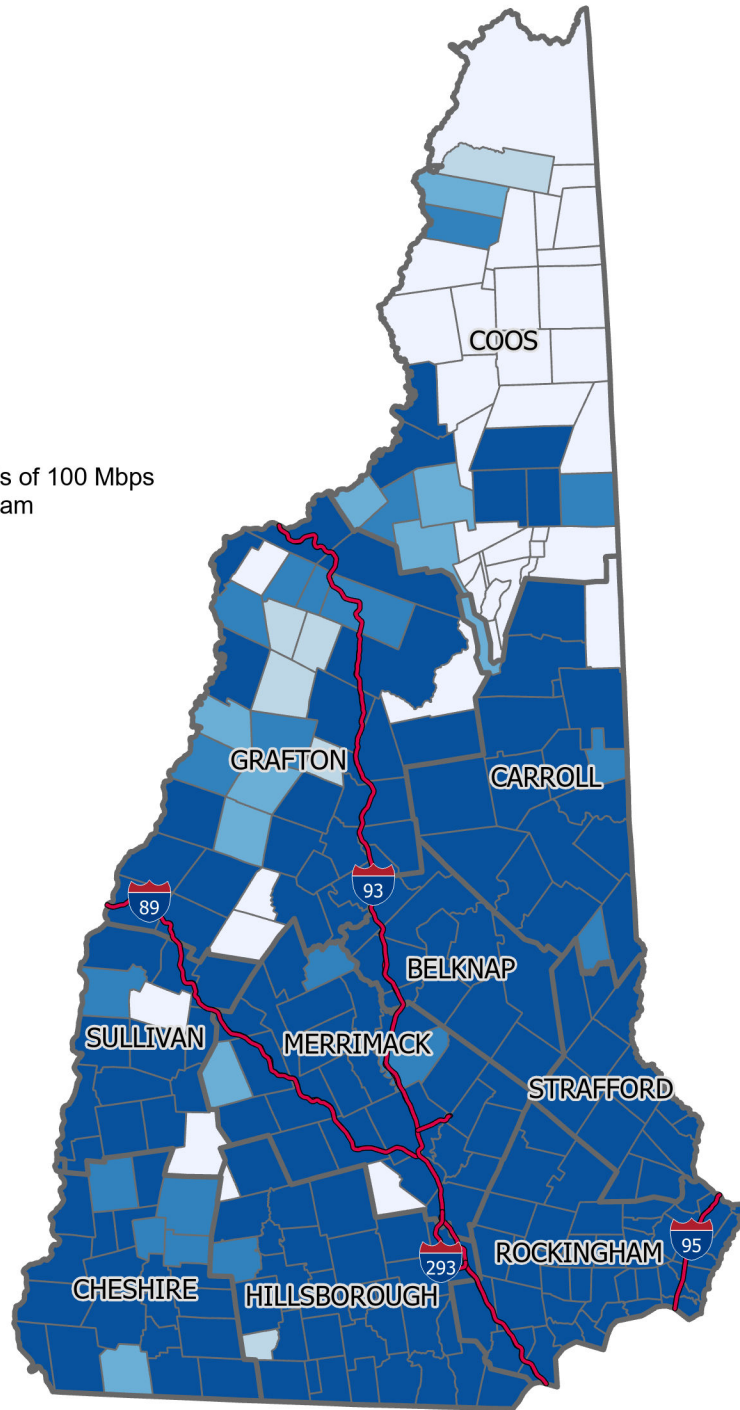 COOS
s of 100 Mbps
am
GRAFTON
CARROLL
89
93
BELKNAP
SULLIVAN
MERRIMACK
STRAFFORD
ROCKINGHAM
95
293
CHESHIRE
HILLSBOROUGH